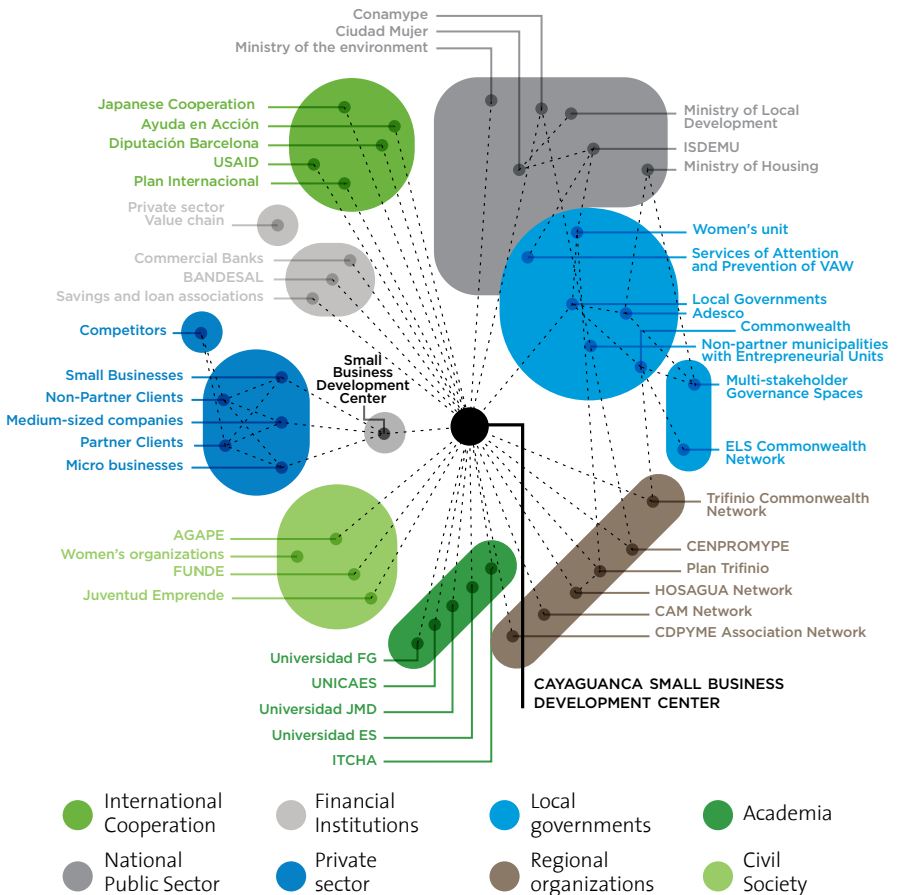 Conamype
Ciudad Mujer
Ministry of the environment
Japanese Cooperation
Ayuda en Acción
Diputación Barcelona
USAID
Plan Internacional
Private sector
Value chain
Commercial Banks
BANDESAL
Savings and loan associations
Competitors
Small Businesses
Non-Partner Clients
Medium-sized companies
Partner Clients
Micro businesses
Small
Business
Development
Center
AGAPE
Women's organizations
FUNDE
Juventud Emprende
Universidad FG
UNICAES
Universidad JMD
Universidad ES
ITCHA
Ministry of Local
Development
ISDEMU
Ministry of Housing
Women's unit
Services of Attention
and Prevention of VAW
Local Governments
Adesco
Commonwealth
Non-partner municipalities
with Entrepreneurial Units
Multi-stakeholder
Governance Spaces
ELS Commonwealth
Network
Trifinio Commonwealth
Network
CENPROMYPE
Plan Trifinio
HOSAGUA Network
CAM Network
CDPYME Association Network
CAYAGUANCA SMALL BUSINESS
DEVELOPMENT CENTER
International
Cooperation
Financial
Institutions
Local
governments
Academia
National
Public Sector
Private
sector
Regional
organizations
Civil
Society